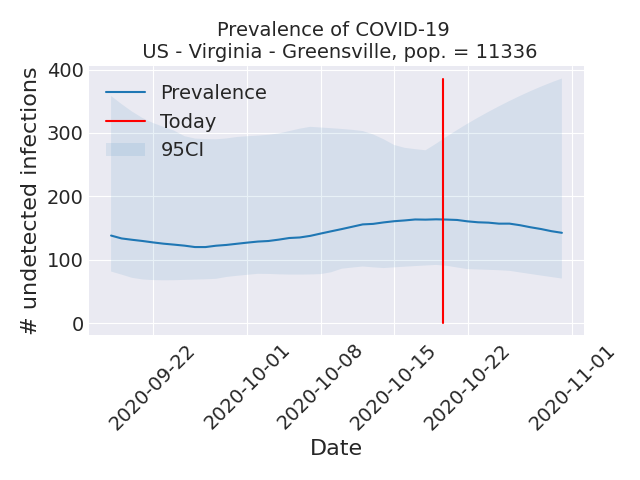 Prevalence of COVID-19
US - Virginia - Greensville, pop. = 11336
400
300
200
100
0
# undetected infections
Prevalence
Today
95CI
2020-09-22
2020-10-01
2020-10-08
2020-10-15
2020-10-22
2020-11-01
Date